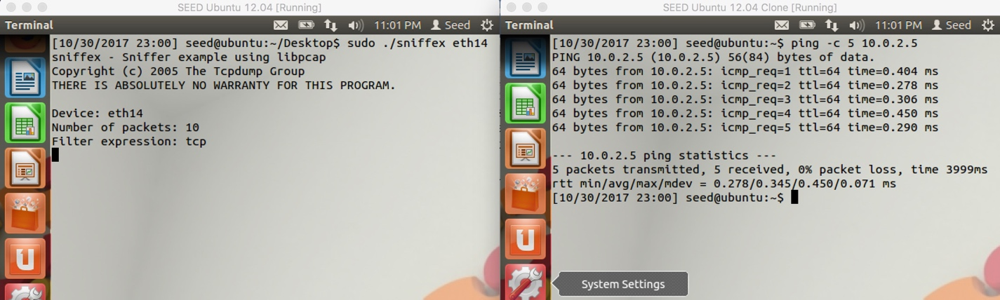 SEED Ubuntu 12.04 [Running]
Terminal
11:01 PM
Seed
[10/30/2017 23:00] seed@ubuntu:~/Desktop$ sudo ./sniffex eth14
sniffex - Sniffer example using libpcap
Copyright (c) 2005 The Tcpdump Group
THERE IS ABSOLUTELY NO WARRANTY FOR THIS PROGRAM.
Device: eth14
Number of packets: 10
Filter expression: tcp
SEED Ubuntu 12.04 Clone [Running]
Terminal
11:01 PM
Seed
[10/30/2017 23:00] seed@ubuntu:~$ ping -c 5 10.0.2.5
PING 10.0.2.5 (10.0.2.5) 56(84) bytes of data.
64 bytes from 10.0.2.5: icmp_req=1 ttl=64 time=0.404 ms
64 bytes from 10.0.2.5: icmp_req=2 ttl=64 time=0.278 ms
64 bytes from 10.0.2.5: icmp_req=3 ttl=64 time=0.306 ms
64 bytes from 10.0.2.5: icmp_req=4 ttl=64 time=0.450 ms
64 bytes from 10.0.2.5: icmp_req=5 ttl=64 time=0.290 ms
--- 10.0.2.5 ping statistics ---
5 packets transmitted, 5 received, 0% packet loss, time 3999ms
rtt min/avg/max/mdev = 0.278/0.345/0.450/0.071 ms
[10/30/2017 23:00] seed@ubuntu:~$
System Settings